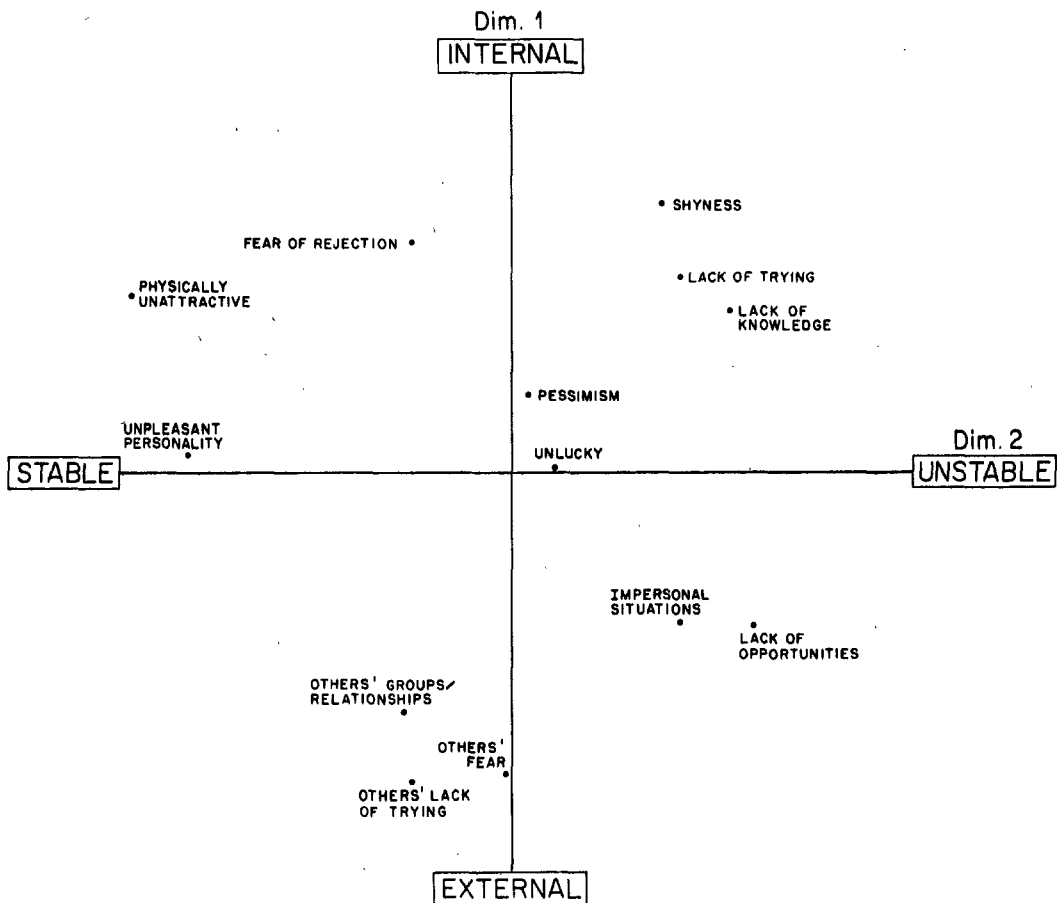 Dim. 1
INTERNAL
SHYNESS
FEAR OF REJECTION
LACK OF TRYING
PHYSICALLY
UNATTRACTIVE
LACK OF
KNOWLEDGE
PESSIMISM
UNPLEASANT
PERSONALITY
UNLUCKY
Dim. 2
STABLE
UNSTABLE
IMPERSONAL
SITUATIONS
LACK OF
OPPORTUNITIES
OTHERS' GROUPS/
RELATIONSHIPS
OTHERS'
FEAR
OTHERS' LACK
OF TRYING
EXTERNAL